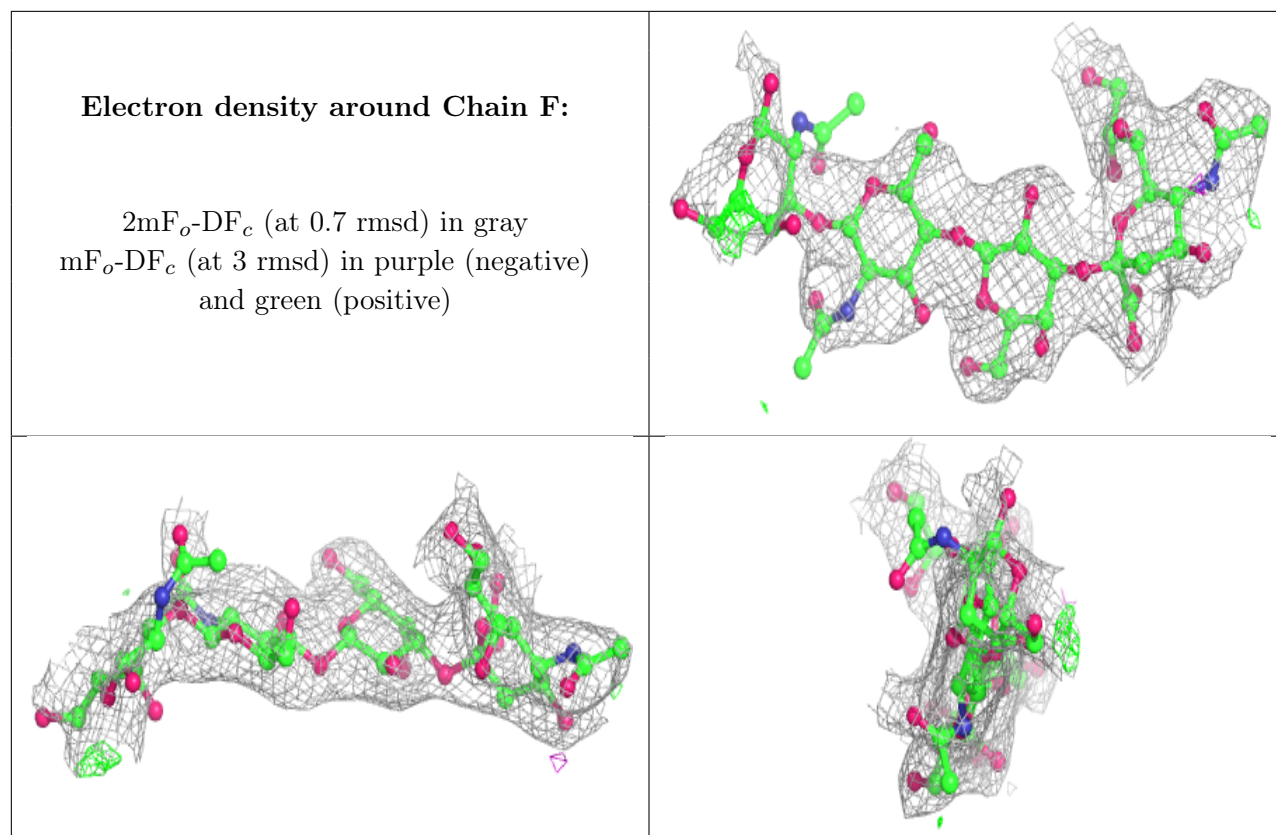 Electron density around Chain F:
2mFₒ-DF𝒸 (at 0.7 rmsd) in gray
mFₒ-DF𝒸 (at 3 rmsd) in purple (negative)
and green (positive)